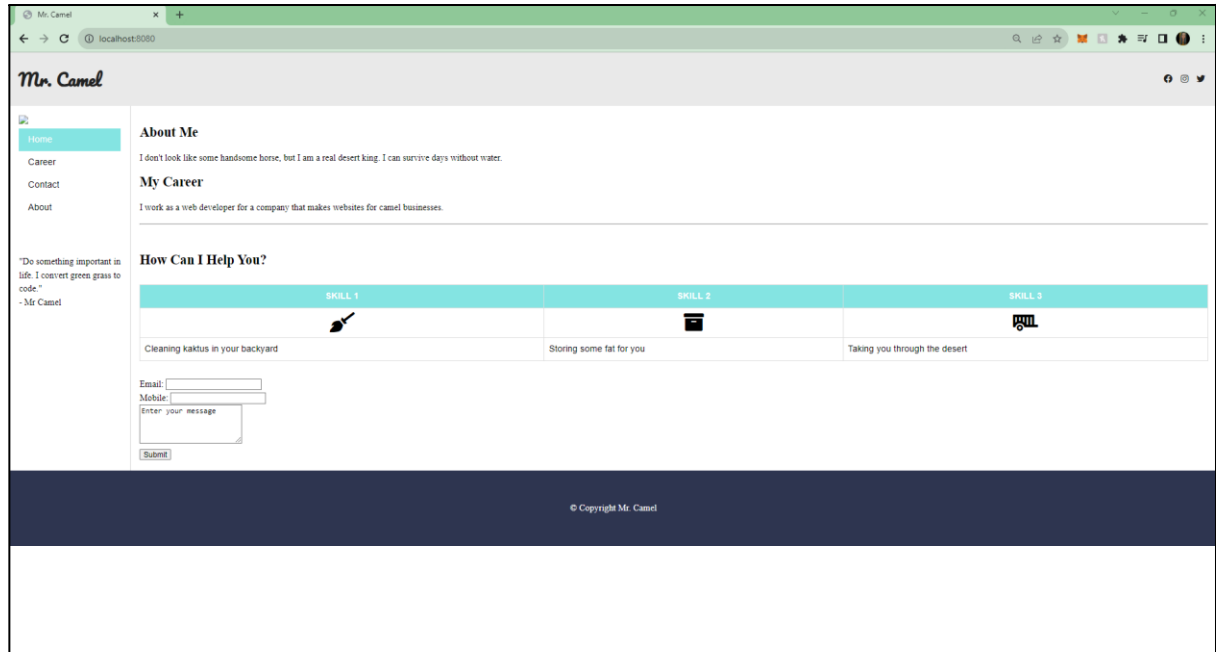 Mr. Camel
localhost:8080
Mr. Camel
Home
Career
Contact
About
"Do something important in
life. I convert green grass to
code."
- Mr Camel
About Me
I don't look like some handsome horse, but I am a real desert king. I can survive days without water.
My Career
I work as a web developer for a company that makes websites for camel businesses.
How Can I Help You?
SKILL 1 SKILL 2 SKILL 3
Cleaning kaktus in your backyard Storing some fat for you Taking you through the desert
Email:
Mobile:
Enter your message
Submit
© Copyright Mr. Camel